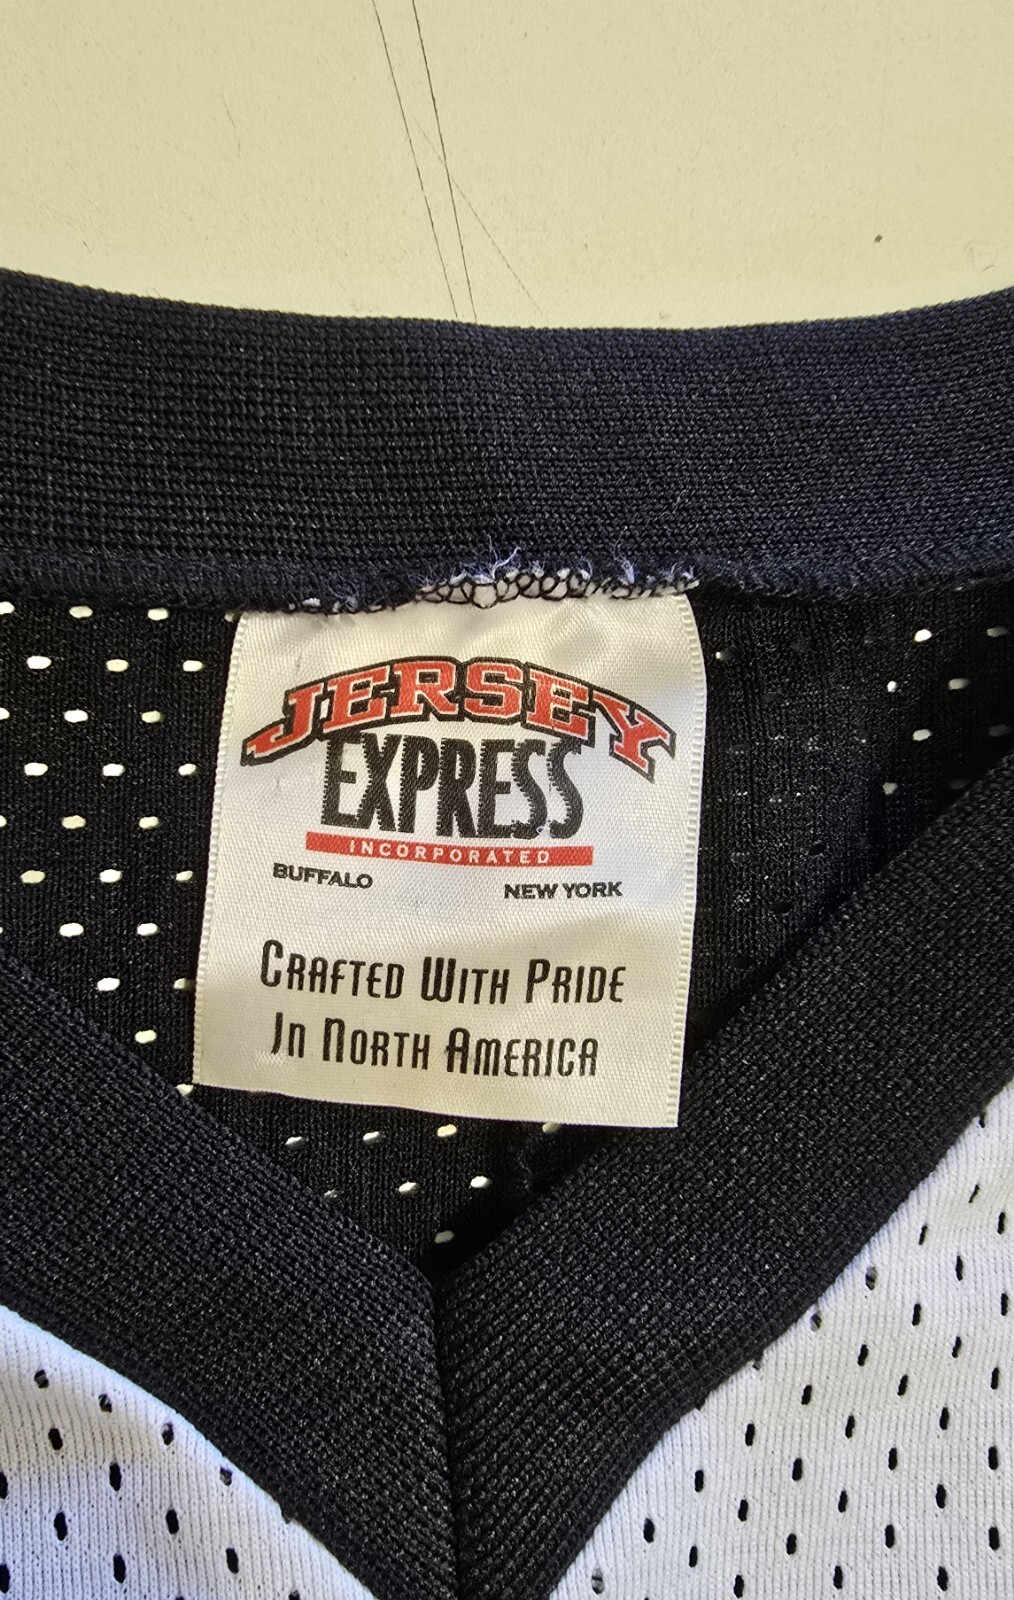 JERSEY
EXPRESS
INCORPORATED
BUFFALO NEW YORK
CRAFTED WITH PRIDE
IN NORTH AMERICA